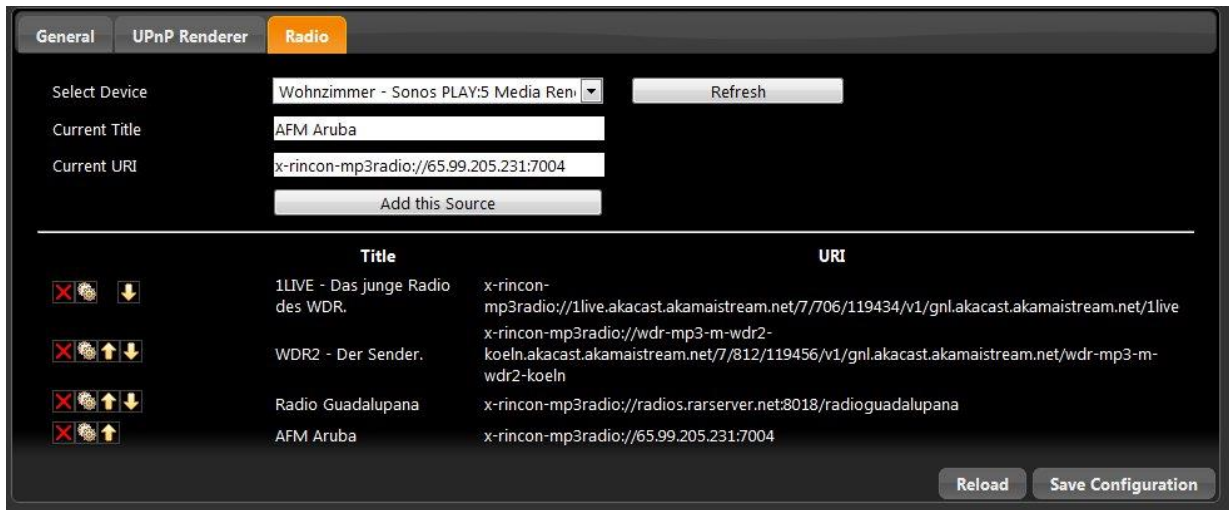 General UPnP Renderer Radio
Select Device Wohnzimmer - Sonos PLAY:5 Media Ren Refresh
Current Title AFM Aruba
Current URI x-rincon-mp3radio://65.99.205.231:7004
Add this Source
Title URI
1LIVE - Das junge Radio des WDR. x-rincon-
mp3radio://1live.akacast.akamaistream.net/7/706/119434/v1/gnl.akacast.akamaistream.net/1live
x-rincon-mp3radio://wdr-mp3-m-wdr2-
WDR2 - Der Sender. koeln.akacast.akamaistream.net/7/812/119456/v1/gnl.akacast.akamaistream.net/wdr-mp3-m-
wdr2-koeln
Radio Guadalupana x-rincon-mp3radio://radios.rarserver.net:8018/radioguadalupana
AFM Aruba x-rincon-mp3radio://65.99.205.231:7004
Reload Save Configuration